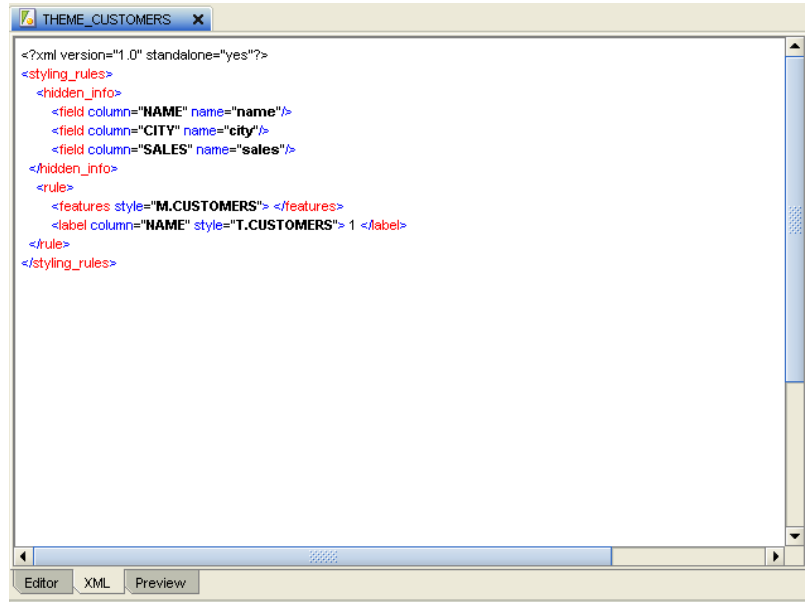 THEME_CUSTOMERS
<?xml version="1.0" standalone="yes"?>
<styling_rules>
<hidden_info>
<field column="NAME" name="name"/>
<field column="CITY" name="city"/>
<field column="SALES" name="sales"/>
</hidden_info>
<rule>
<features style="M.CUSTOMERS"> </features>
<label column="NAME" style="T.CUSTOMERS"> 1 </label>
</rule>
</styling_rules>
Editor XML Preview